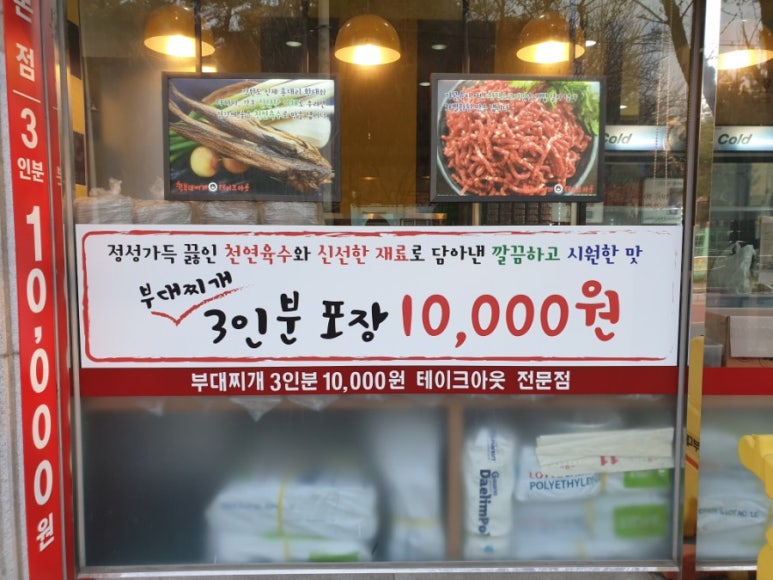 점 | 3인분 10,000원
Cold
Cold
정성가득 끓인 천연육수와 신선한 재료로 담아낸 깔끔하고 시원한 맛
부대찌개
3인분 포장 10,000원
부대찌개 3인분 10,000원 테이크아웃 전문점
DaelimPol
POLYETHYLEN
11